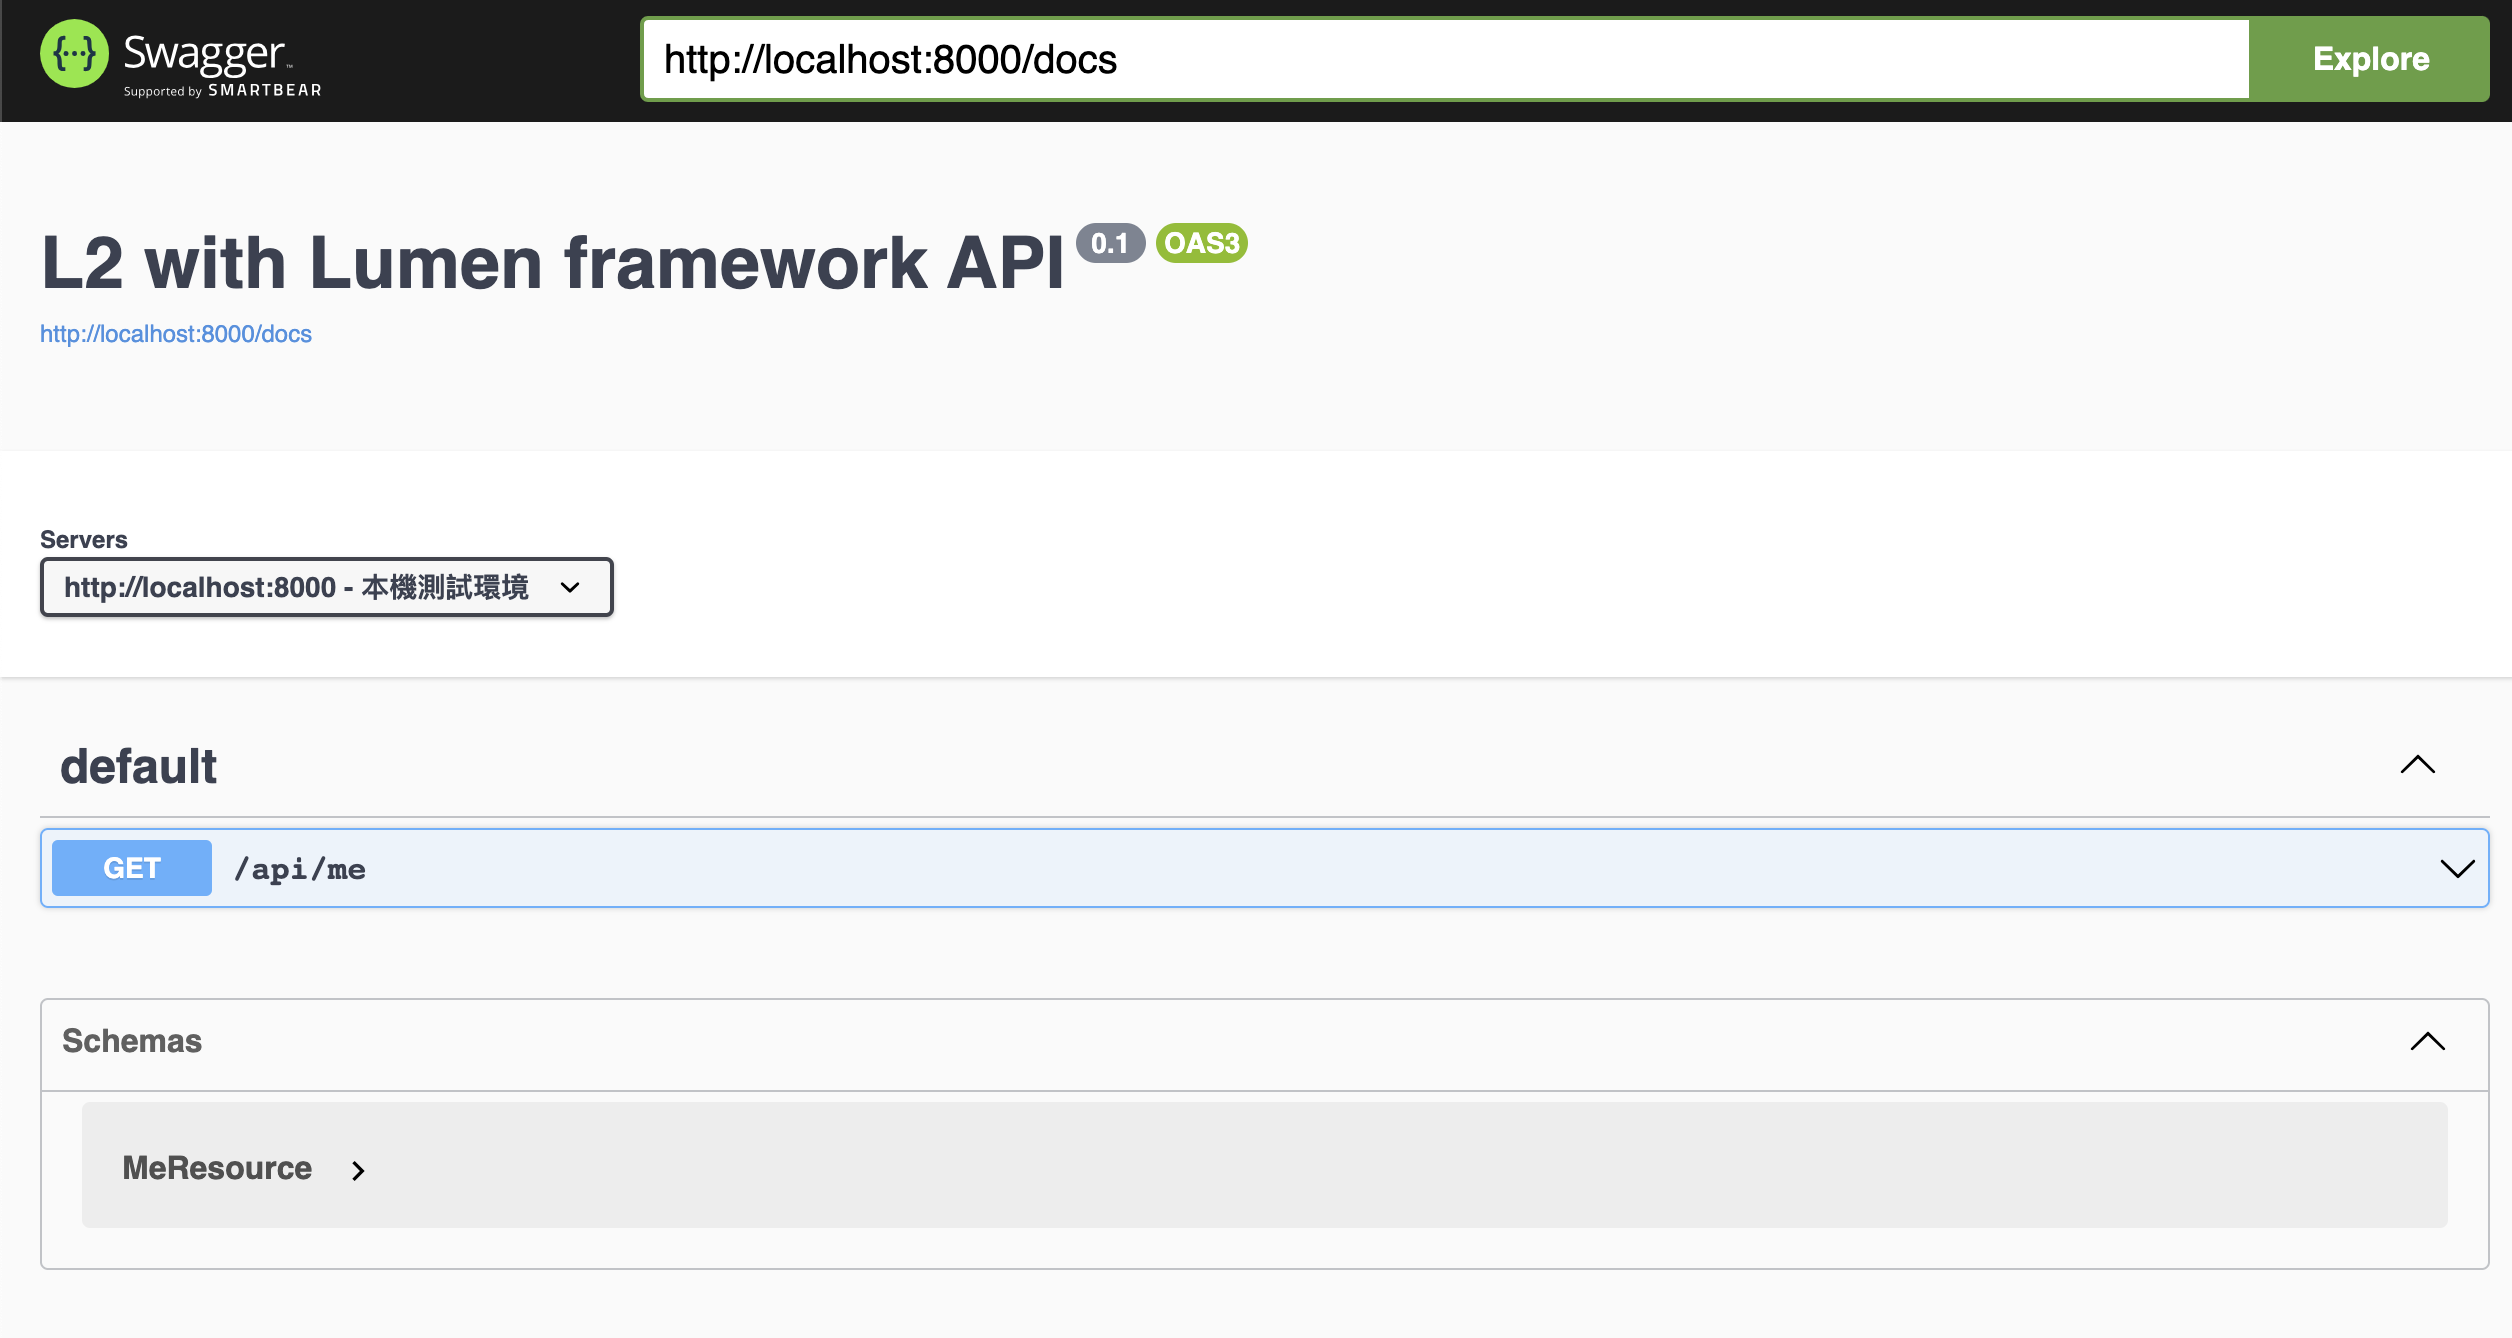 {...} Swagger™
Supported by SMARTBEAR
http://localhost:8000/docs
Explore
L2 with Lumen framework API 0.1 OAS3
http://localhost:8000/docs
Servers
http://localhost:8000 - 本機測試環境
default
GET /api/me
Schemas
MeResource